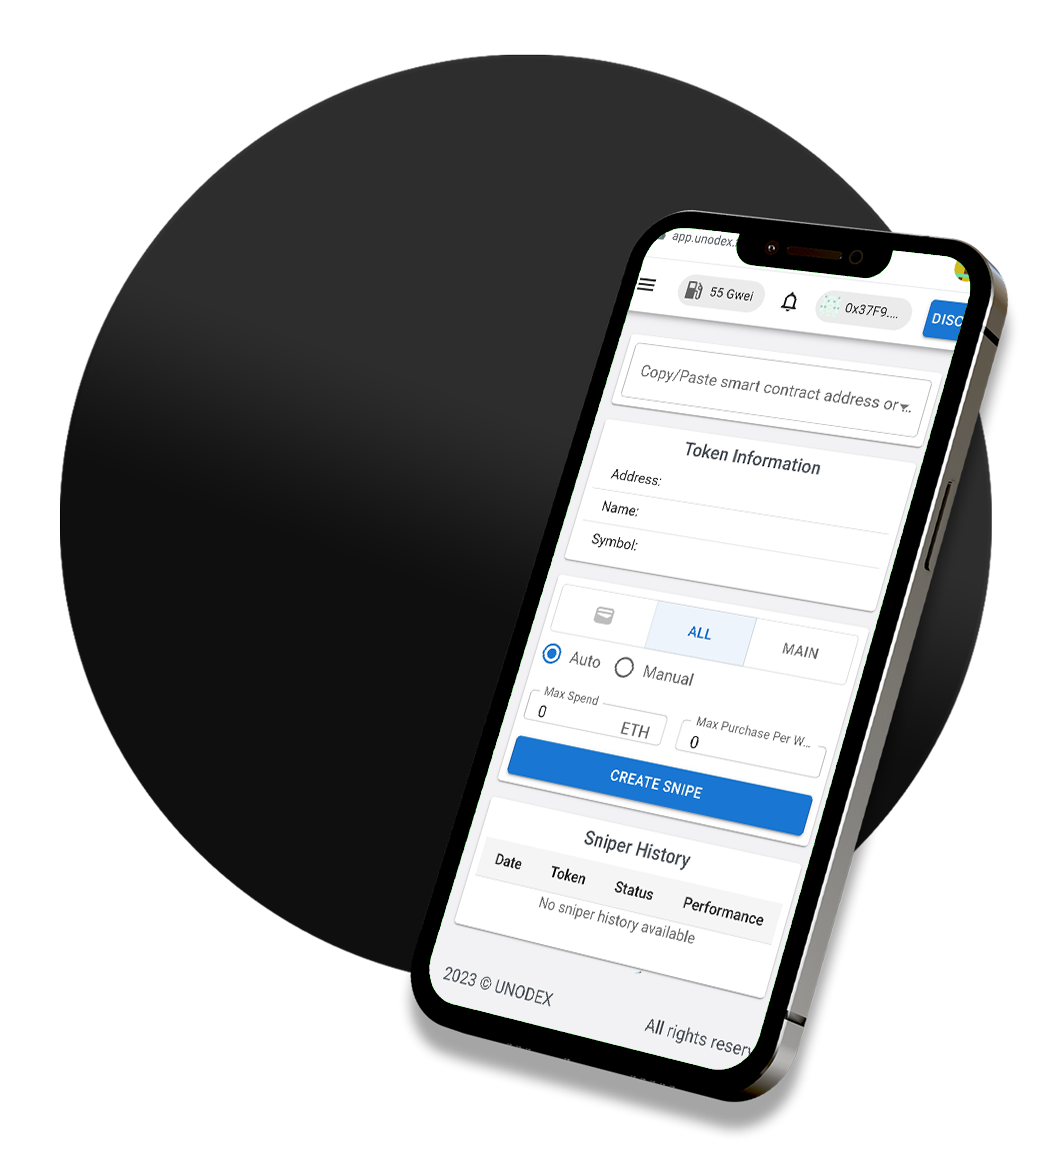 app.unodex.
55 Gwei
0x37F9....
DISC
Copy/Paste smart contract address or ...
Token Information
Address:
Name:
Symbol:
ALL
MAIN
Auto
Manual
Max Spend
0
ETH
Max Purchase Per W...
0
CREATE SNIPE
Sniper History
Date Token Status Performance
No sniper history available
2023 © UNODEX
All rights reserv